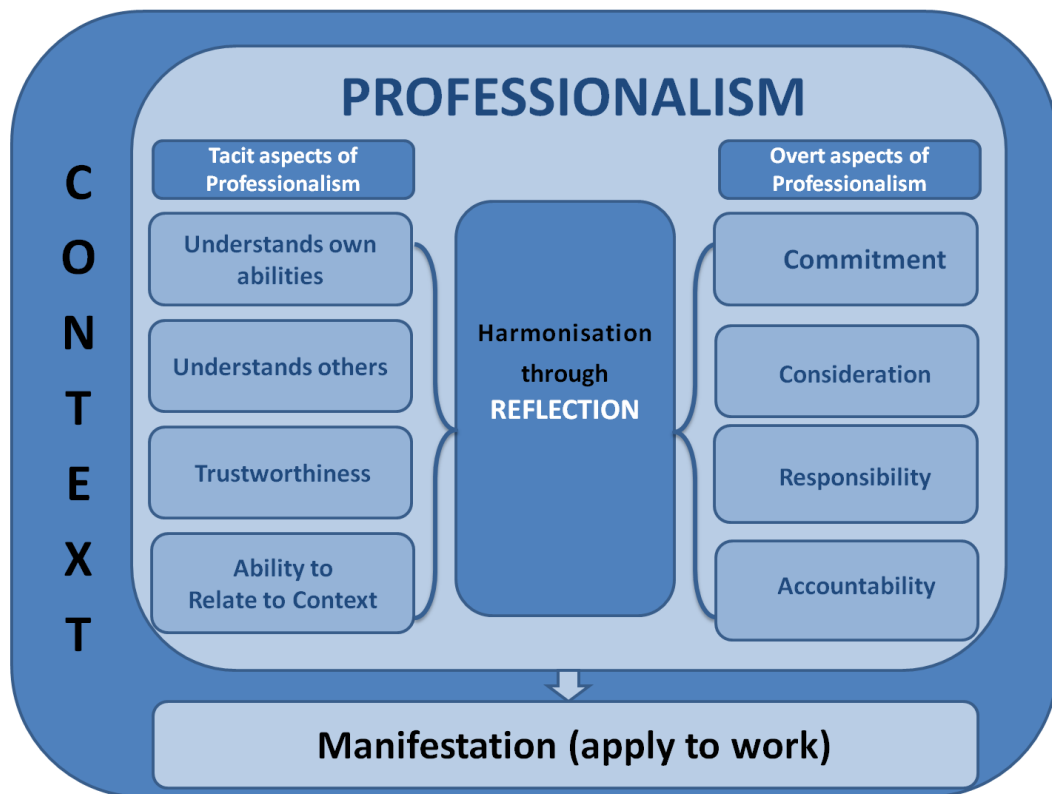 PROFESSIONALISM
CONTEXT
Tacit aspects of
Professionalism
Understands own
abilities
Understands others
Trustworthiness
Ability to
Relate to Context
Harmonisation
through
REFLECTION
Overt aspects of
Professionalism
Commitment
Consideration
Responsibility
Accountability
Manifestation (apply to work)